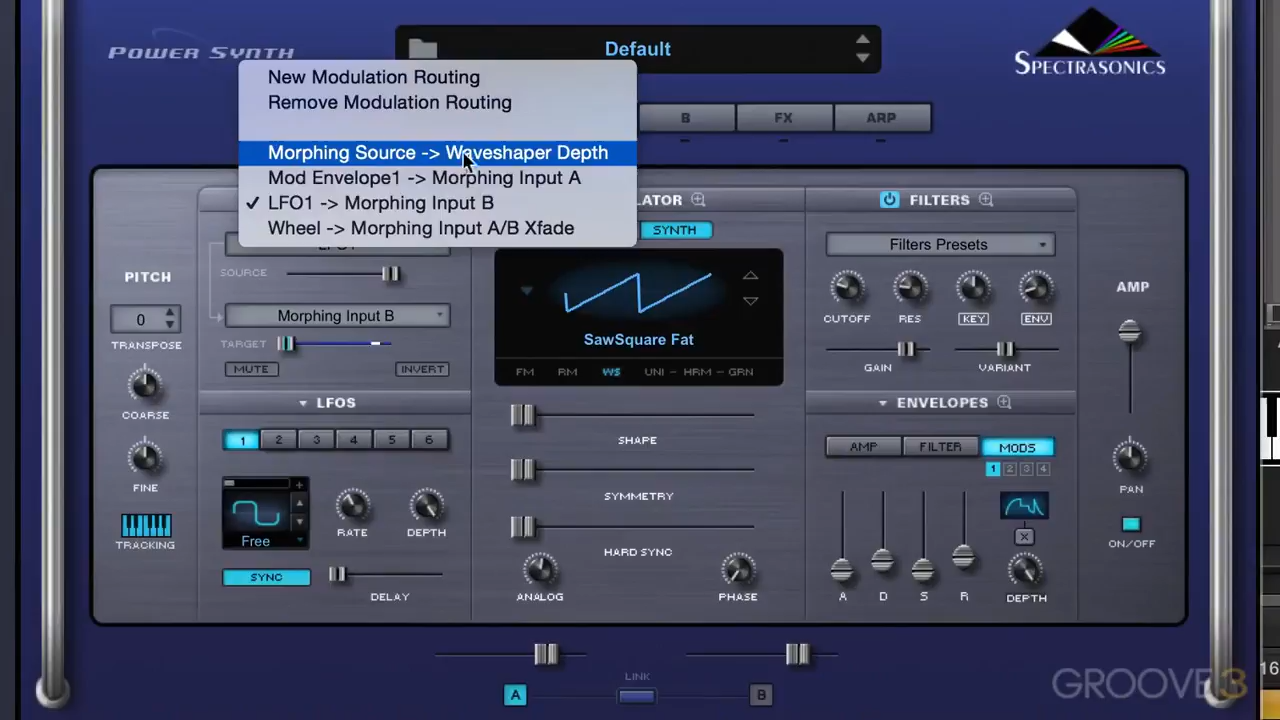 POWER SYNTH
Default
SPECTRASONICS
New Modulation Routing
Remove Modulation Routing
Morphing Source -> Waveshaper Depth
Mod Envelope1 -> Morphing Input A
✓ LFO1 -> Morphing Input B
Wheel -> Morphing Input A/B Xfade
B
FX
ARP
LATOR
SYNTH
FILTERS
Filters Presets
SOURCE
Morphing Input B
TARGET
MUTE
INVERT
PITCH
0
TRANSPOSE
COARSE
FINE
TRACKING
SawSquare Fat
FM
RM
WS
UNI - HRM - GRN
CUTOFF
RES
KEY
ENV
GAIN
VARIANT
AMP
LFOS
1 2 3 4 5 6
Free
RATE
DEPTH
SYNC
DELAY
SHAPE
SYMMETRY
HARD SYNC
ANALOG
PHASE
ENVELOPES
AMP
FILTER
MODS
1 2 3 4
X
A
D
S
R
DEPTH
PAN
ON/OFF
LINK
A
B
GROOVE3
16